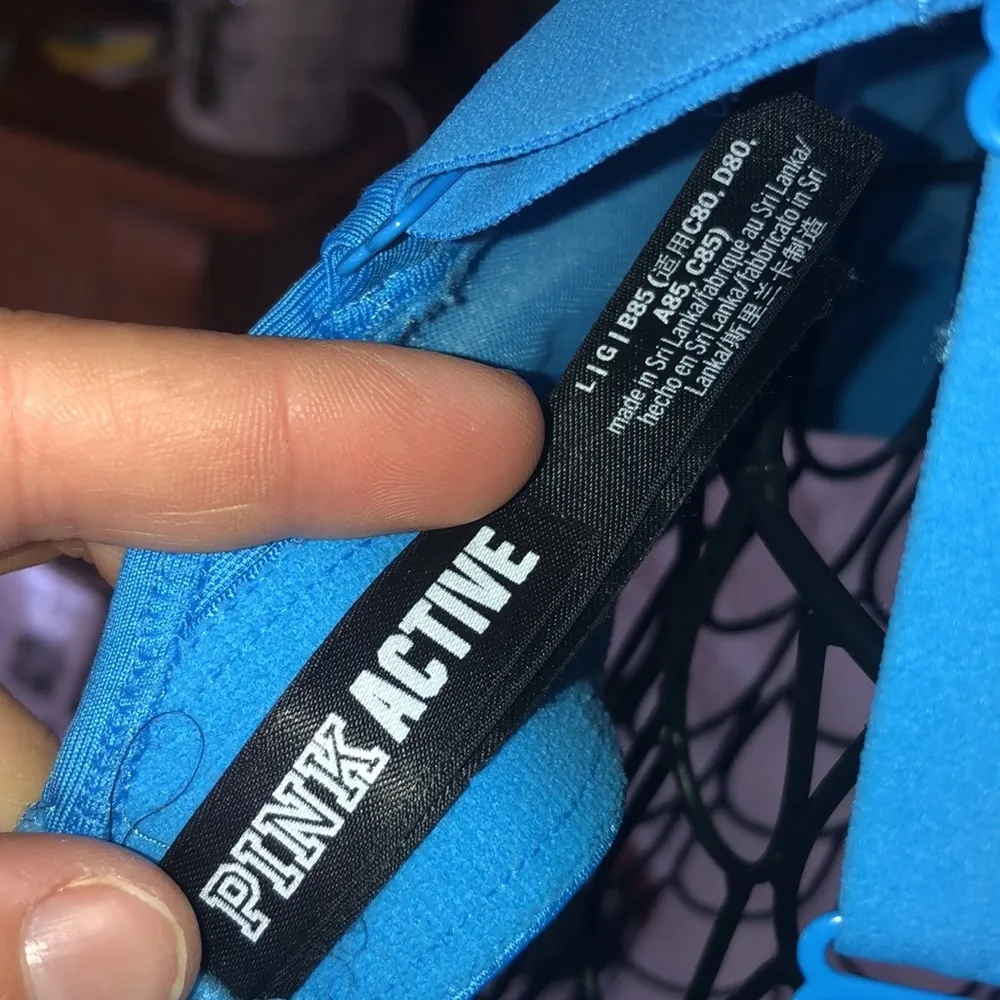 PINK ACTIVE
L | G | B85 (适用C80, D80,
A85, C85)
made in Sri Lanka/fabriqué au Sri Lanka/
hecho en Sri Lanka/fabbricato in Sri
Lanka/斯里兰卡制造